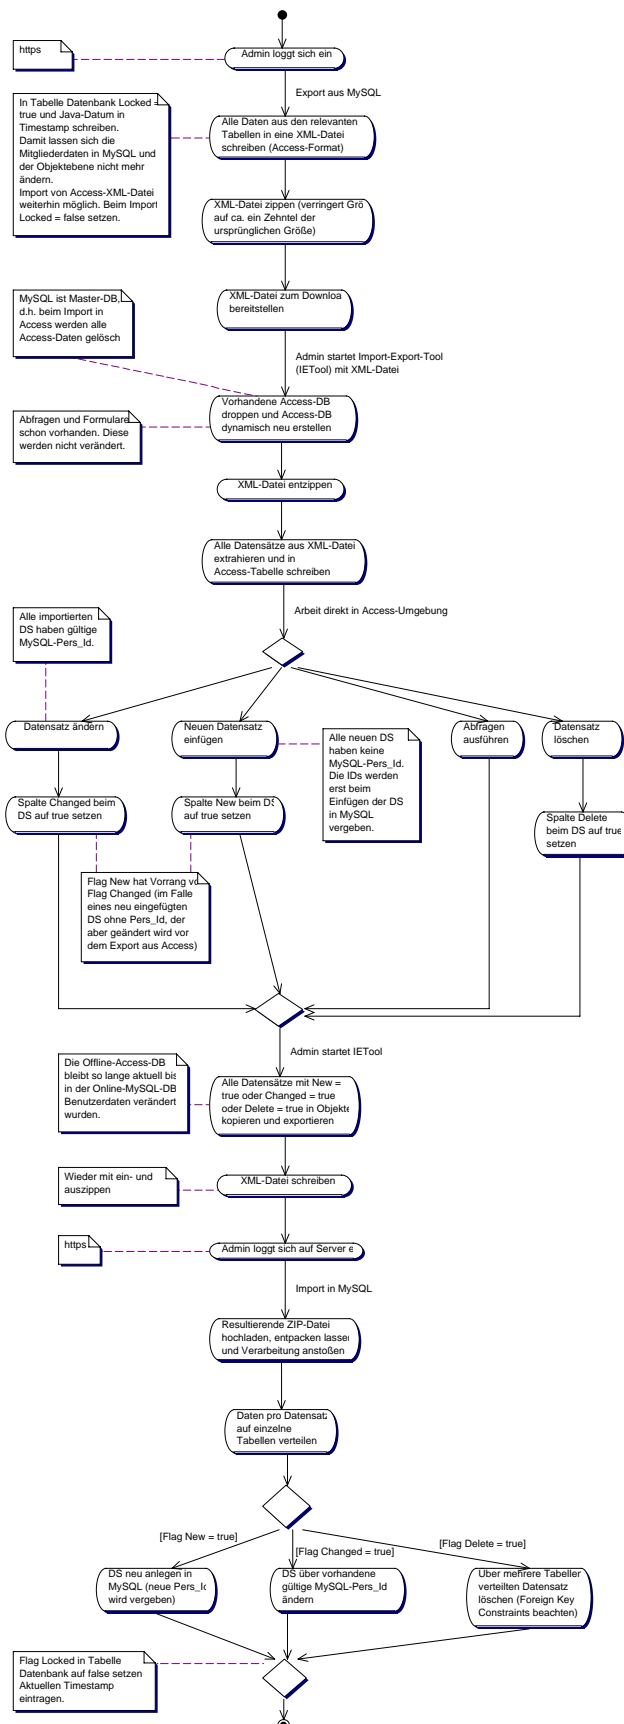 https
Admin loggt sich ein
Export aus MySQL
In Tabelle Datenbank Locked =
true und Java-Datum in
Timestamp schreiben.
Damit lassen sich die
Mitgliederdaten in MySQL und
der Objektebene nicht mehr
ändern.
Import von Access-XML-Datei
weiterhin möglich. Beim Import
Locked = false setzen.
Alle Daten aus den relevanten
Tabellen in eine XML-Datei
schreiben (Access-Format)
XML-Datei zippen (verringert Grö
auf ca. ein Zehntel der
ursprünglichen Größe)
MySQL ist Master-DB,
d.h. beim Import in
Access werden alle
Access-Daten gelösch
XML-Datei zum Downloa
bereitstellen
Admin startet Import-Export-Tool
(IETool) mit XML-Datei
Abfragen und Formulare
schon vorhanden. Diese
werden nicht verändert.
Vorhandene Access-DB
droppen und Access-DB
dynamisch neu erstellen
XML-Datei entzippen
Alle Datensätze aus XML-Datei
extrahieren und in
Access-Tabelle schreiben
Arbeit direkt in Access-Umgebung
Alle importierten
DS haben gültige
MySQL-Pers_Id.
Datensatz ändern
Neuen Datensatz
einfügen
Alle neuen DS
haben keine
MySQL-Pers_Id.
Die IDs werden
erst beim
Einfügen der DS
in MySQL
vergeben.
Abfragen
ausführen
Datensatz
löschen
Spalte Changed beim
DS auf true setzen
Spalte New beim DS
auf true setzen
Spalte Delete
beim DS auf true
setzen
Flag New hat Vorrang vo
Flag Changed (im Falle
eines neu eingefügten
DS ohne Pers_Id, der
aber geändert wird vor
dem Export aus Access)
Admin startet IETool
Die Offline-Access-DB
bleibt so lange aktuell bis
in der Online-MySQL-DB
Benutzerdaten verändert
wurden.
Alle Datensätze mit New =
true oder Changed = true
oder Delete = true in Objekte
kopieren und exportieren
Wieder mit ein- und
auszippen
XML-Datei schreiben
https
Admin loggt sich auf Server e
Import in MySQL
Resultierende ZIP-Datei
hochladen, entpacken lassen
und Verarbeitung anstoßen
Daten pro Datensatz
auf einzelne
Tabellen verteilen
[Flag New = true]
[Flag Changed = true]
[Flag Delete = true]
DS neu anlegen in
MySQL (neue Pers_Id
wird vergeben)
DS über vorhandene
gültige MySQL-Pers_Id
ändern
Über mehrere Tabellen
verteilten Datensatz
löschen (Foreign Key
Constraints beachten)
Flag Locked in Tabelle
Datenbank auf false setzen
Aktuellen Timestamp
eintragen.